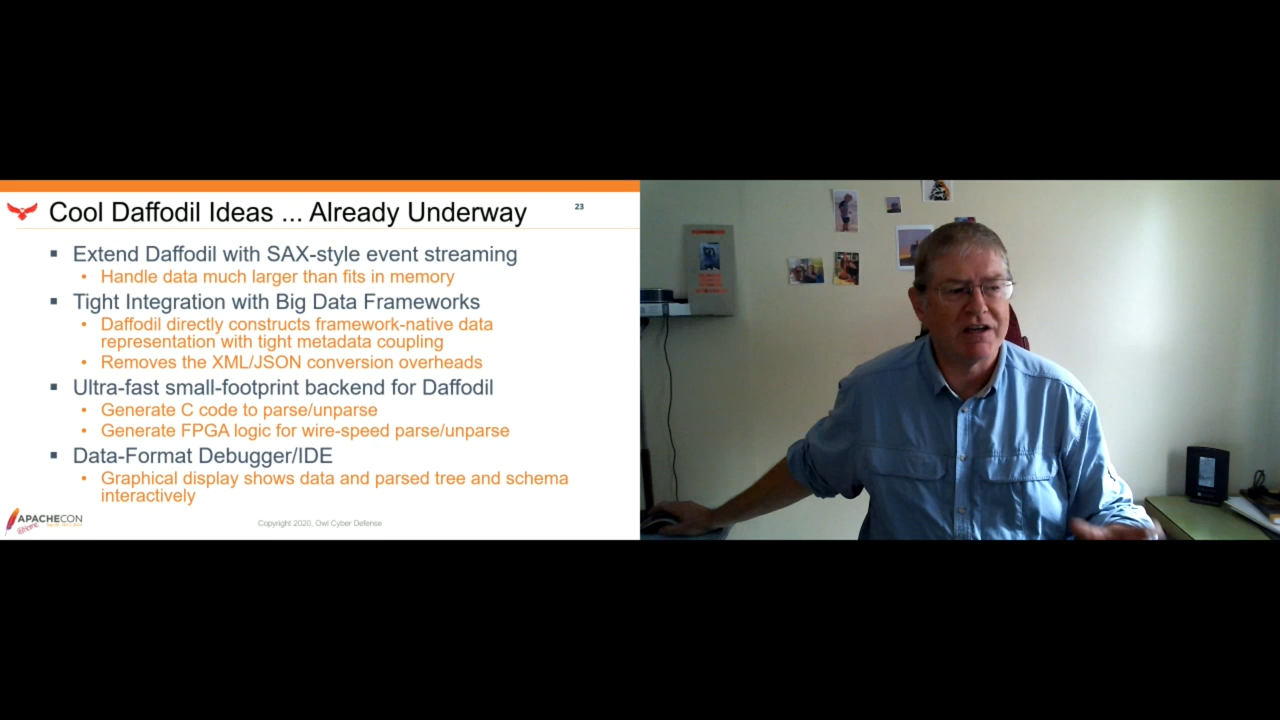 Cool Daffodil Ideas ... Already Underway
23
▪ Extend Daffodil with SAX-style event streaming
• Handle data much larger than fits in memory
▪ Tight Integration with Big Data Frameworks
• Daffodil directly constructs framework-native data
representation with tight metadata coupling
• Removes the XML/JSON conversion overheads
▪ Ultra-fast small-footprint backend for Daffodil
• Generate C code to parse/unparse
• Generate FPGA logic for wire-speed parse/unparse
▪ Data-Format Debugger/IDE
• Graphical display shows data and parsed tree and schema
interactively
APACHECON
@home
Copyright 2020, Owl Cyber Defense